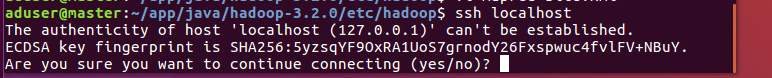 aduser@master:~/app/java/hadoop-3.2.0/etc/hadoop$ ssh localhost
The authenticity of host 'localhost (127.0.0.1)' can't be established.
ECDSA key fingerprint is SHA256:5yzsqYF9OxRA1UoS7grnodY26Fxspwuc4fvlFV+NBuY.
Are you sure you want to continue connecting (yes/no)?